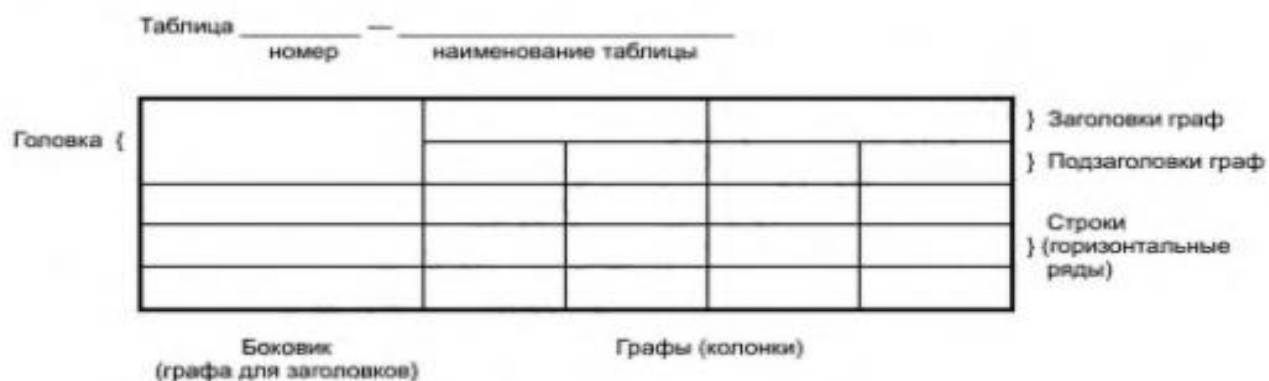 Таблица __________ — ____________________________
номер наименование таблицы
Головка {
} Заголовки граф
} Подзаголовки граф
Строки
} (горизонтальные
ряды)
Боковик
(графа для заголовков)
Графы (колонки)